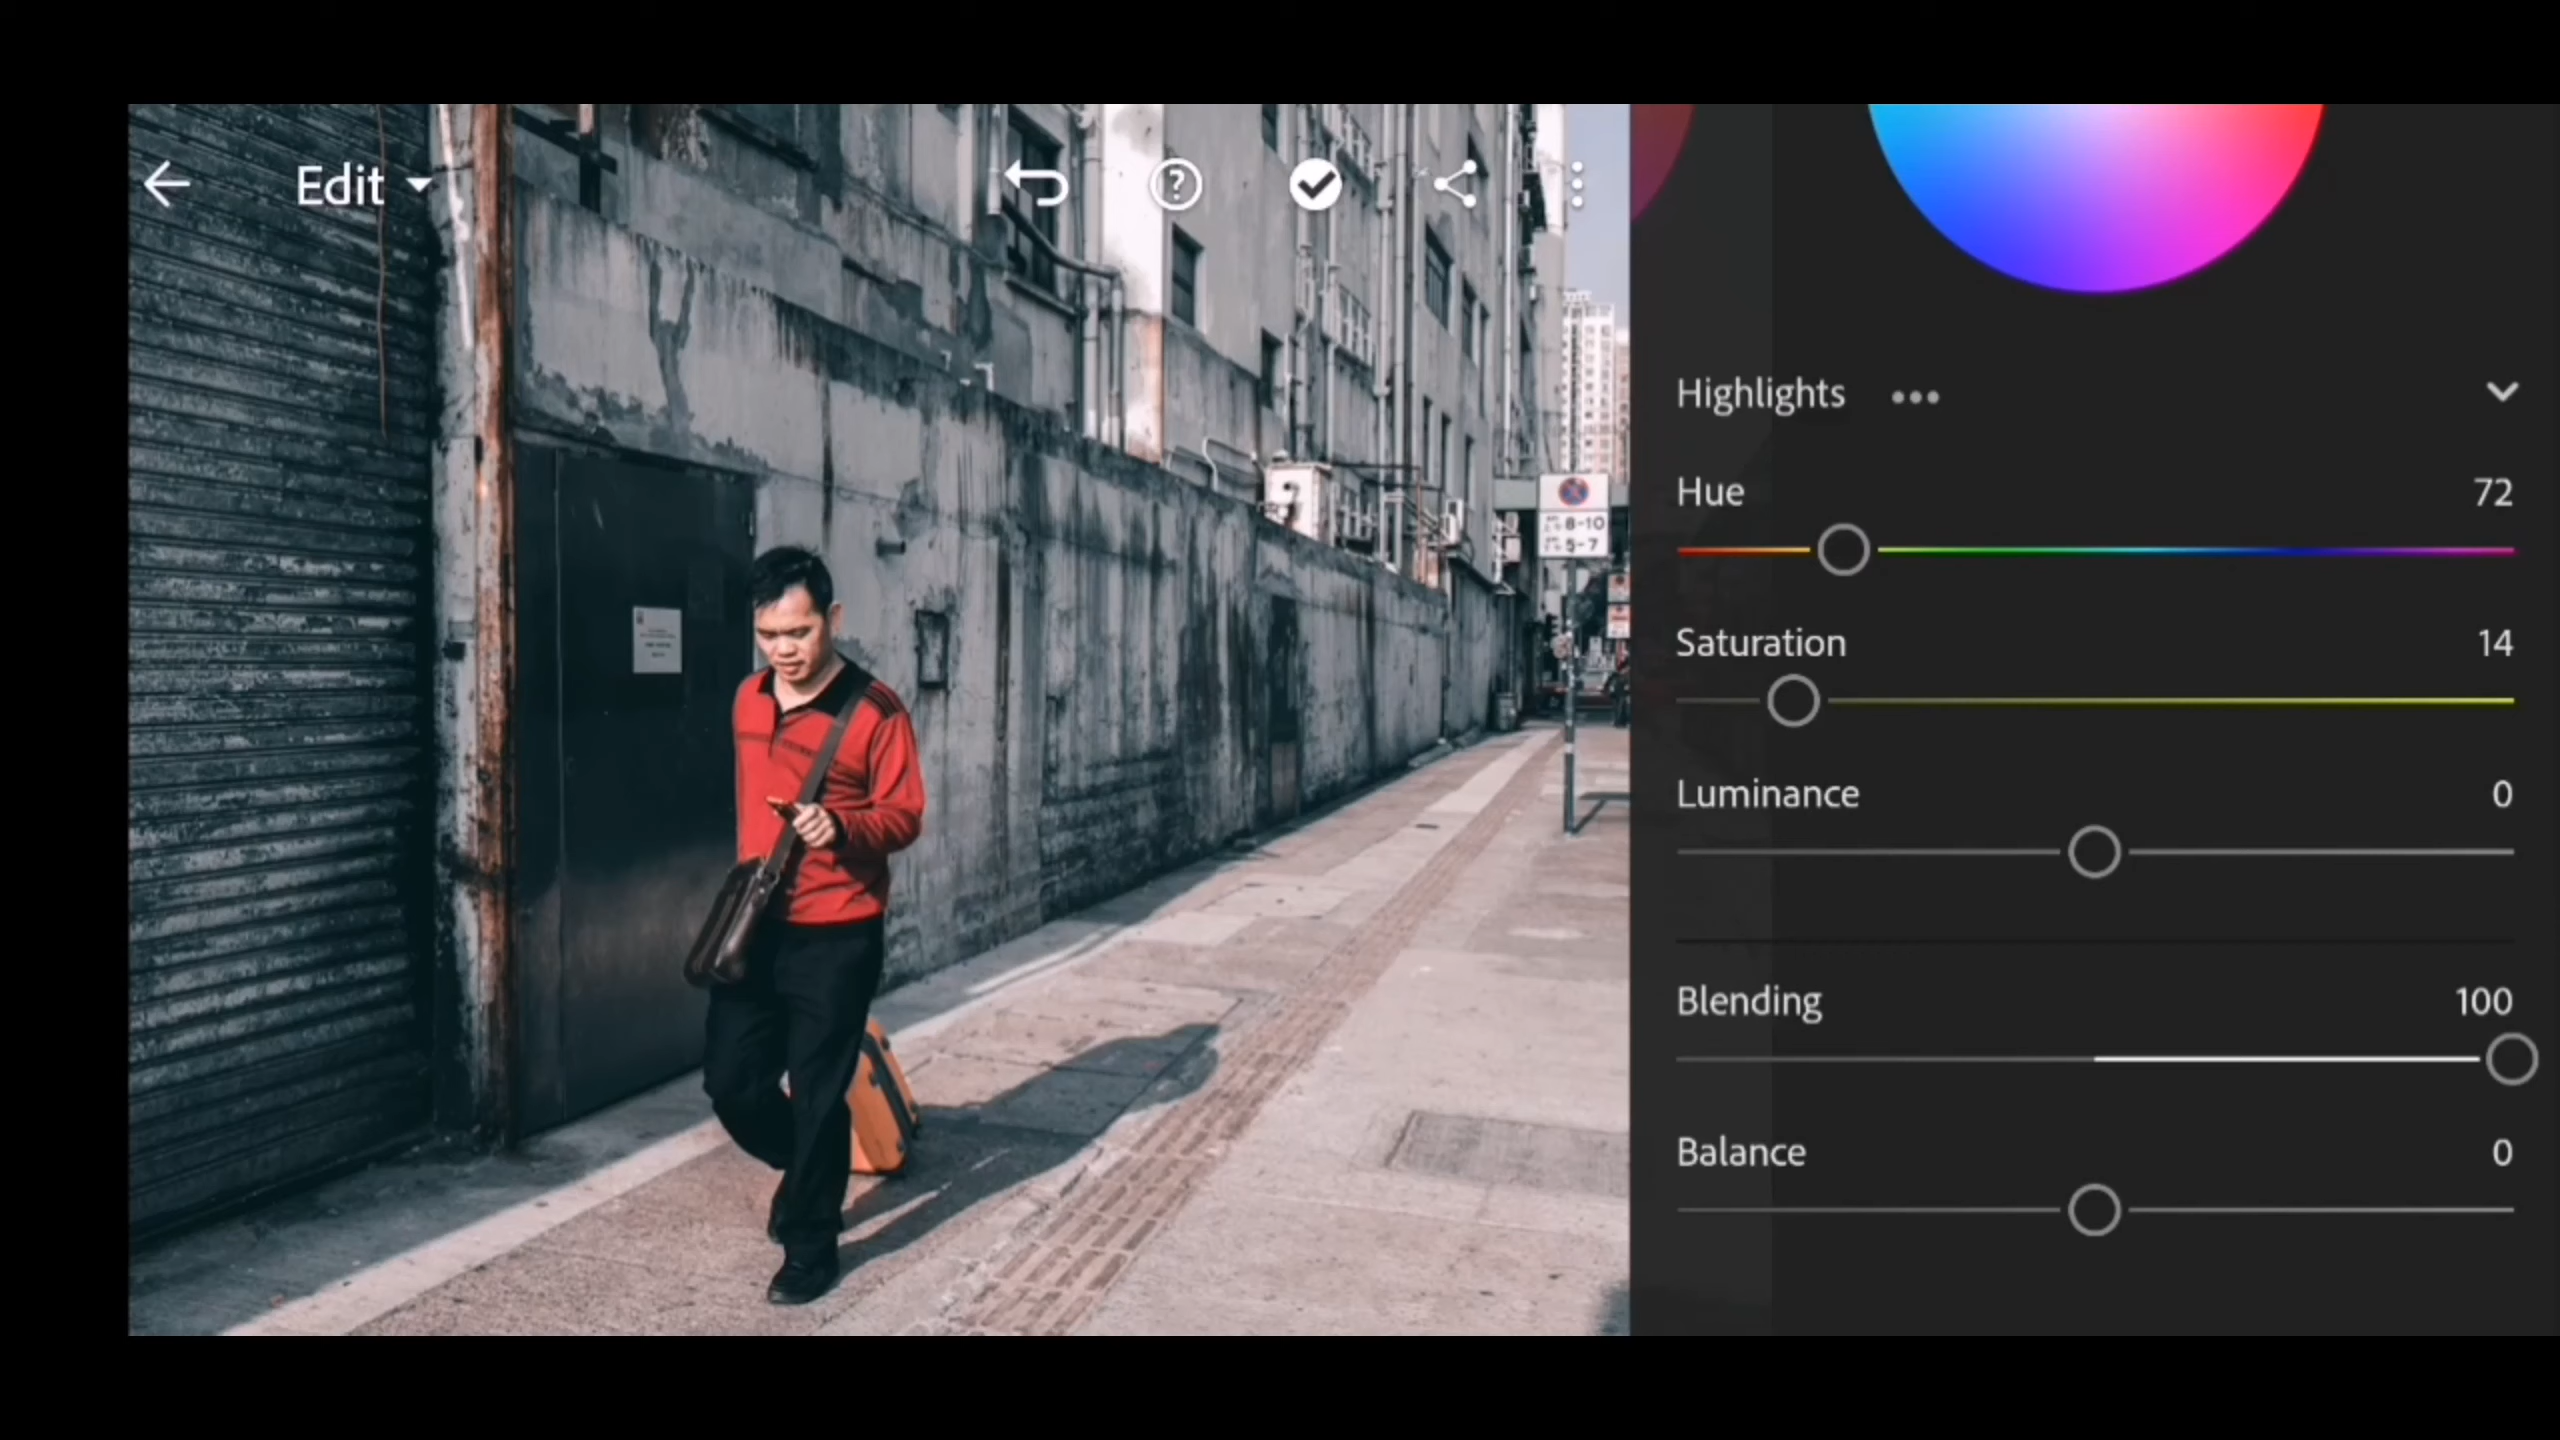 Edit
Highlights
Hue 72
Saturation 14
Luminance 0
Blending 100
Balance 0
8-10
5-7